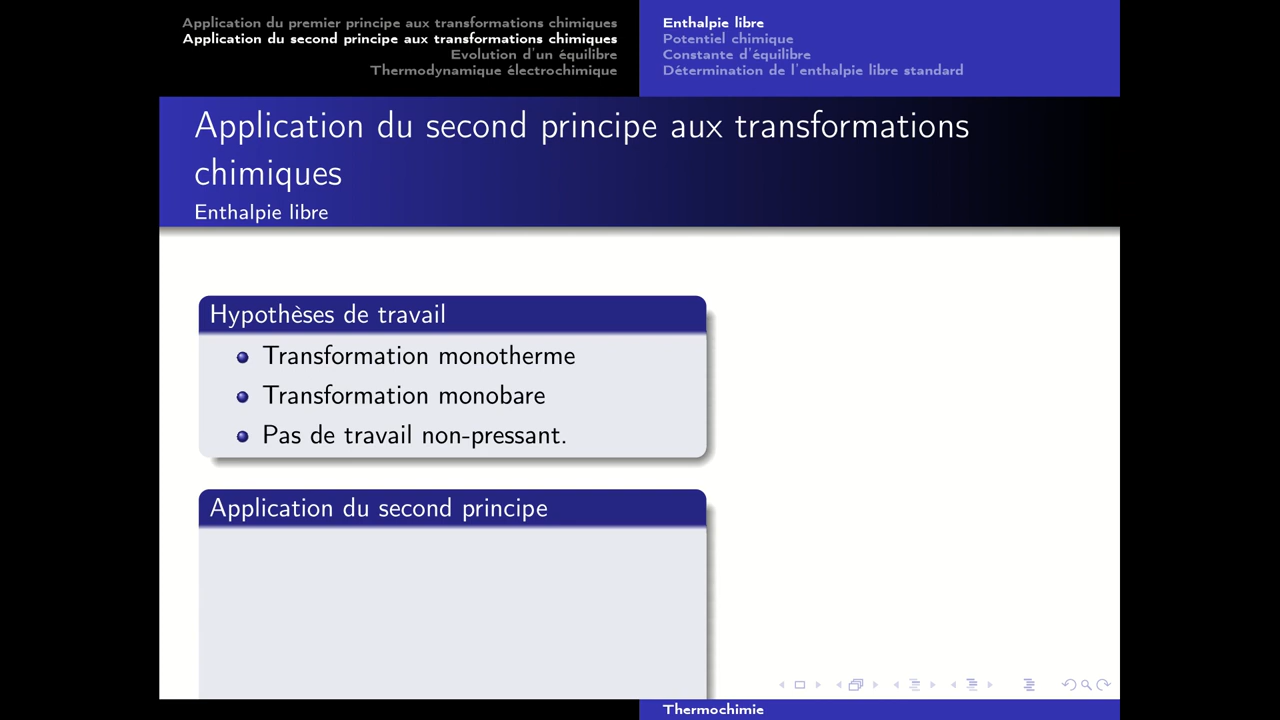 Application du premier principe aux transformations chimiques
Application du second principe aux transformations chimiques
Evolution d'un équilibre
Thermodynamique électrochimique
Enthalpie libre
Potentiel chimique
Constante d'équilibre
Détermination de l'enthalpie libre standard
Application du second principe aux transformations
chimiques
Enthalpie libre
Hypothèses de travail
Transformation monotherme
Transformation monobare
Pas de travail non-pressant.
Application du second principe
Thermochimie